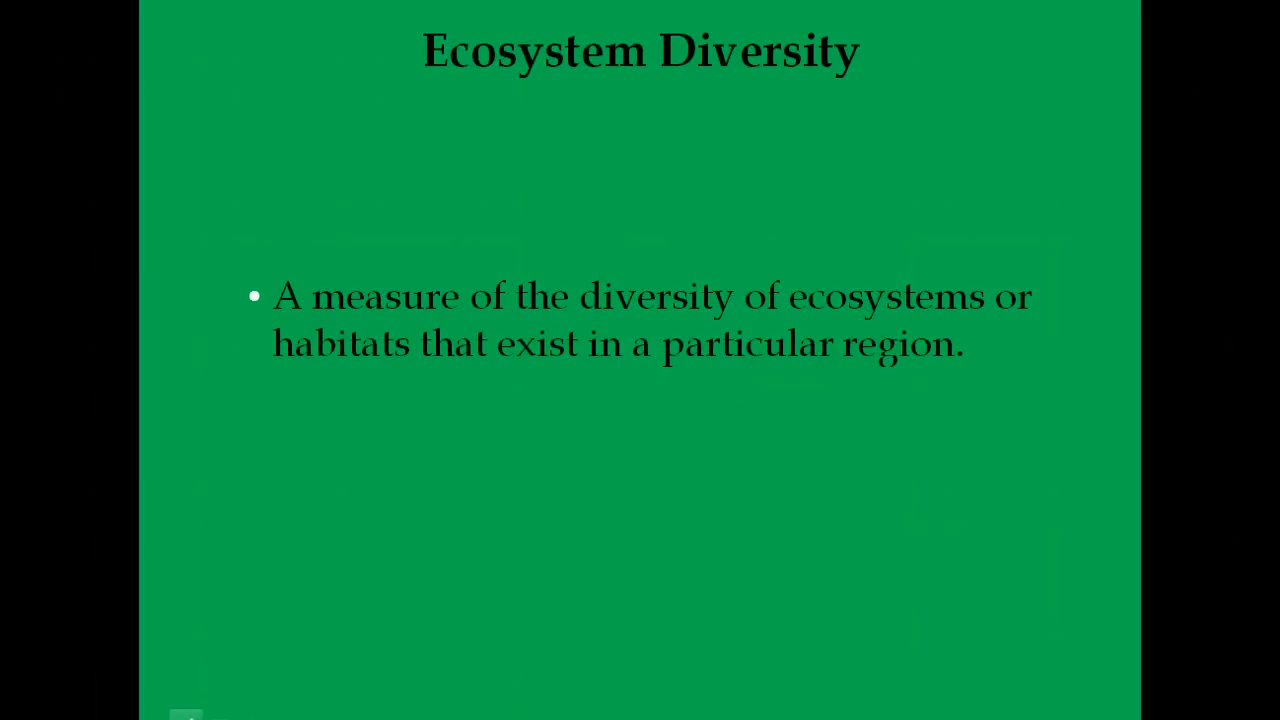 Ecosystem Diversity
• A measure of the diversity of ecosystems or
habitats that exist in a particular region.